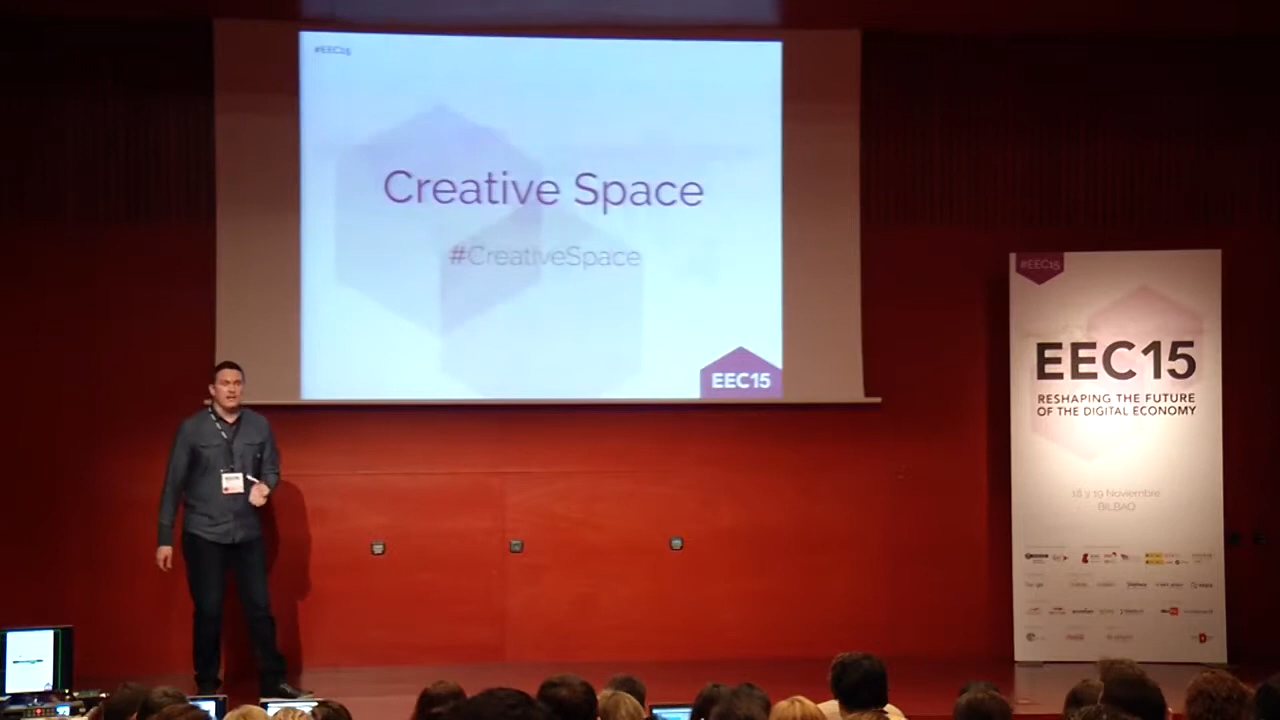 #EEC15
Creative Space
#CreativeSpace
EEC15
#EEC15
EEC15
RESHAPING THE FUTURE
OF THE DIGITAL ECONOMY
18 y 19 Noviembre
BILBAO